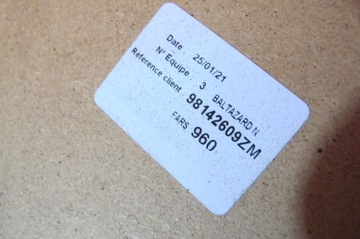 Date : 25/01/21
N° Equipe : 3 BALTAZARD N
Reference client : 98142609ZM
FARS 960